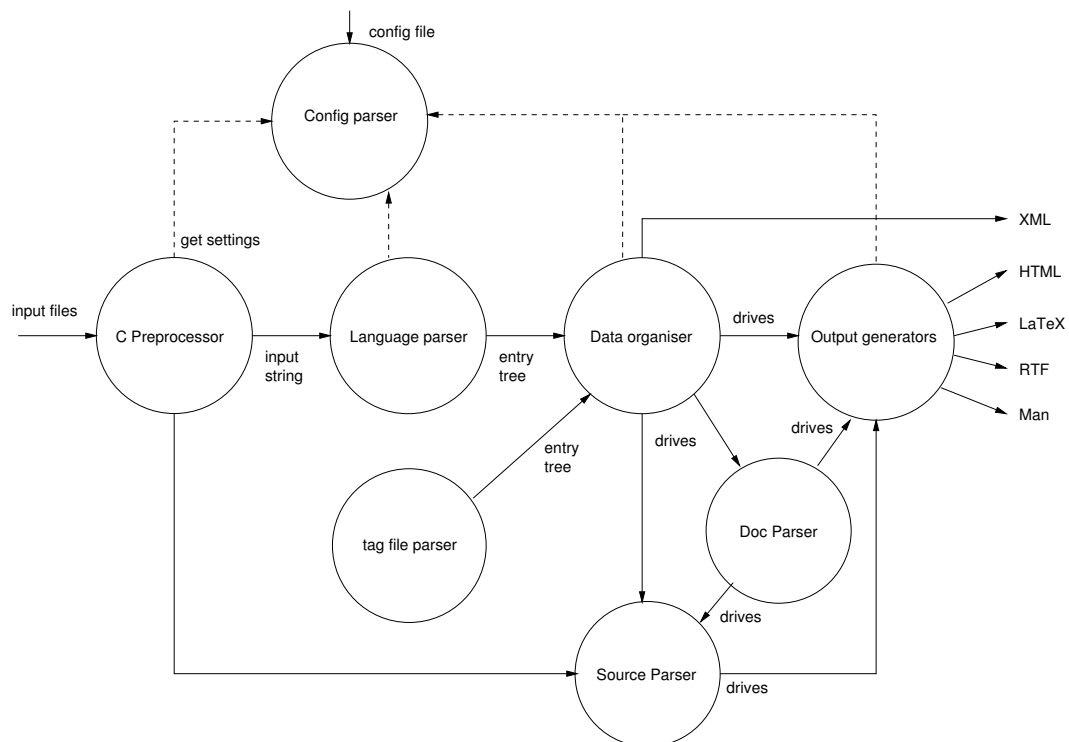 config file
Config parser
get settings
XML
HTML
input files
drives
LaTeX
C Preprocessor
Language parser
Data organiser
Output generators
input
string
entry
tree
RTF
Man
drives
drives
entry
tree
tag file parser
Doc Parser
drives
Source Parser
drives